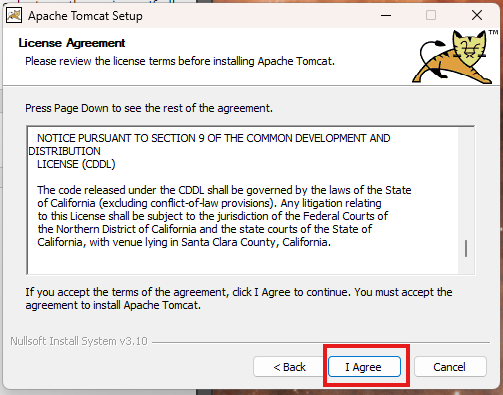 Apache Tomcat Setup
License Agreement
Please review the license terms before installing Apache Tomcat.
TM
Press Page Down to see the rest of the agreement.
NOTICE PURSUANT TO SECTION 9 OF THE COMMON DEVELOPMENT AND
DISTRIBUTION
LICENSE (CDDL)
The code released under the CDDL shall be governed by the laws of the State
of California (excluding conflict-of-law provisions). Any litigation relating
to this License shall be subject to the jurisdiction of the Federal Courts of
the Northern District of California and the state courts of the State of
California, with venue lying in Santa Clara County, California.
If you accept the terms of the agreement, click I Agree to continue. You must accept the
agreement to install Apache Tomcat.
Nullsoft Install System v3.10
< Back
I Agree
Cancel